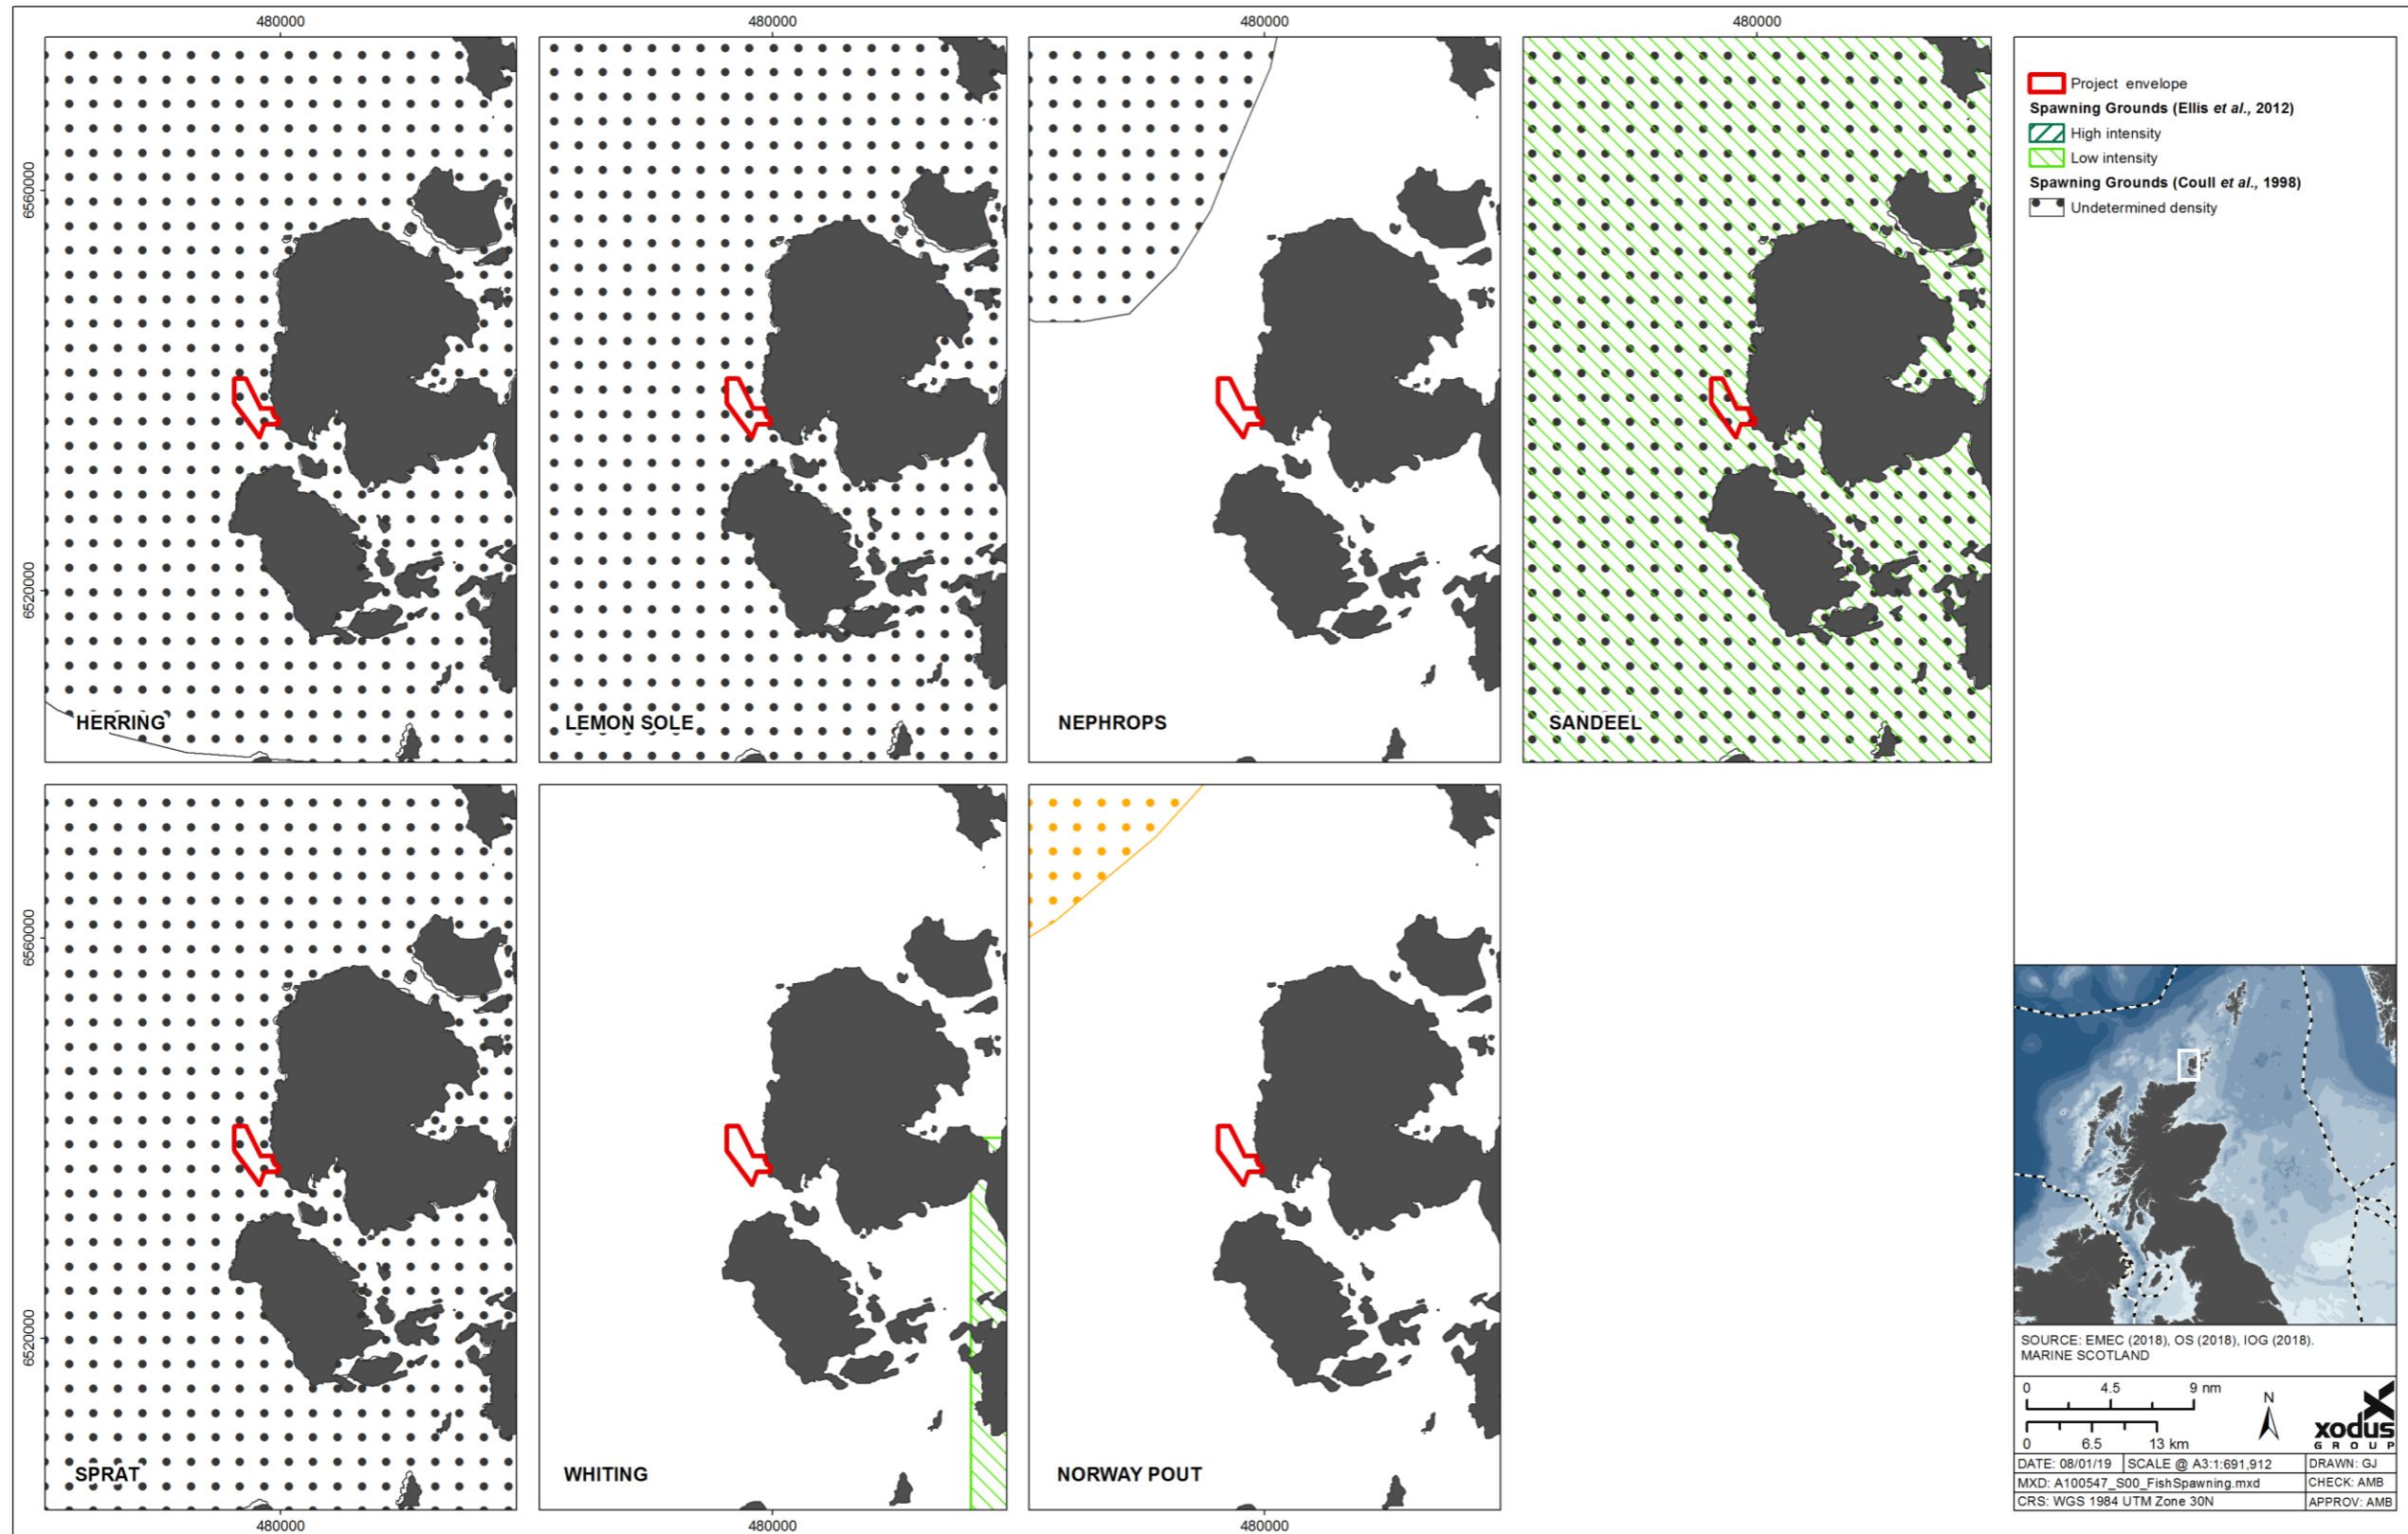 480000
480000
480000
480000
6560000
6520000
HERRING
LEMON SOLE
NEPHROPS
SANDEEL
Project envelope
Spawning Grounds (Ellis et al., 2012)
High intensity
Low intensity
Spawning Grounds (Coull et al., 1998)
Undetermined density
6560000
6520000
SPRAT
WHITING
NORWAY POUT
480000
480000
480000
SOURCE: EMEC (2018), OS (2018), IOG (2018).
MARINE SCOTLAND
0 4.5 9 nm
0 6.5 13 km
N
xodus
GROUP
DATE: 08/01/19 SCALE @ A3:1:691,912 DRAWN: GJ
MXD: A100547_S00_FishSpawning.mxd CHECK: AMB
CRS: WGS 1984 UTM Zone 30N APPROV: AMB